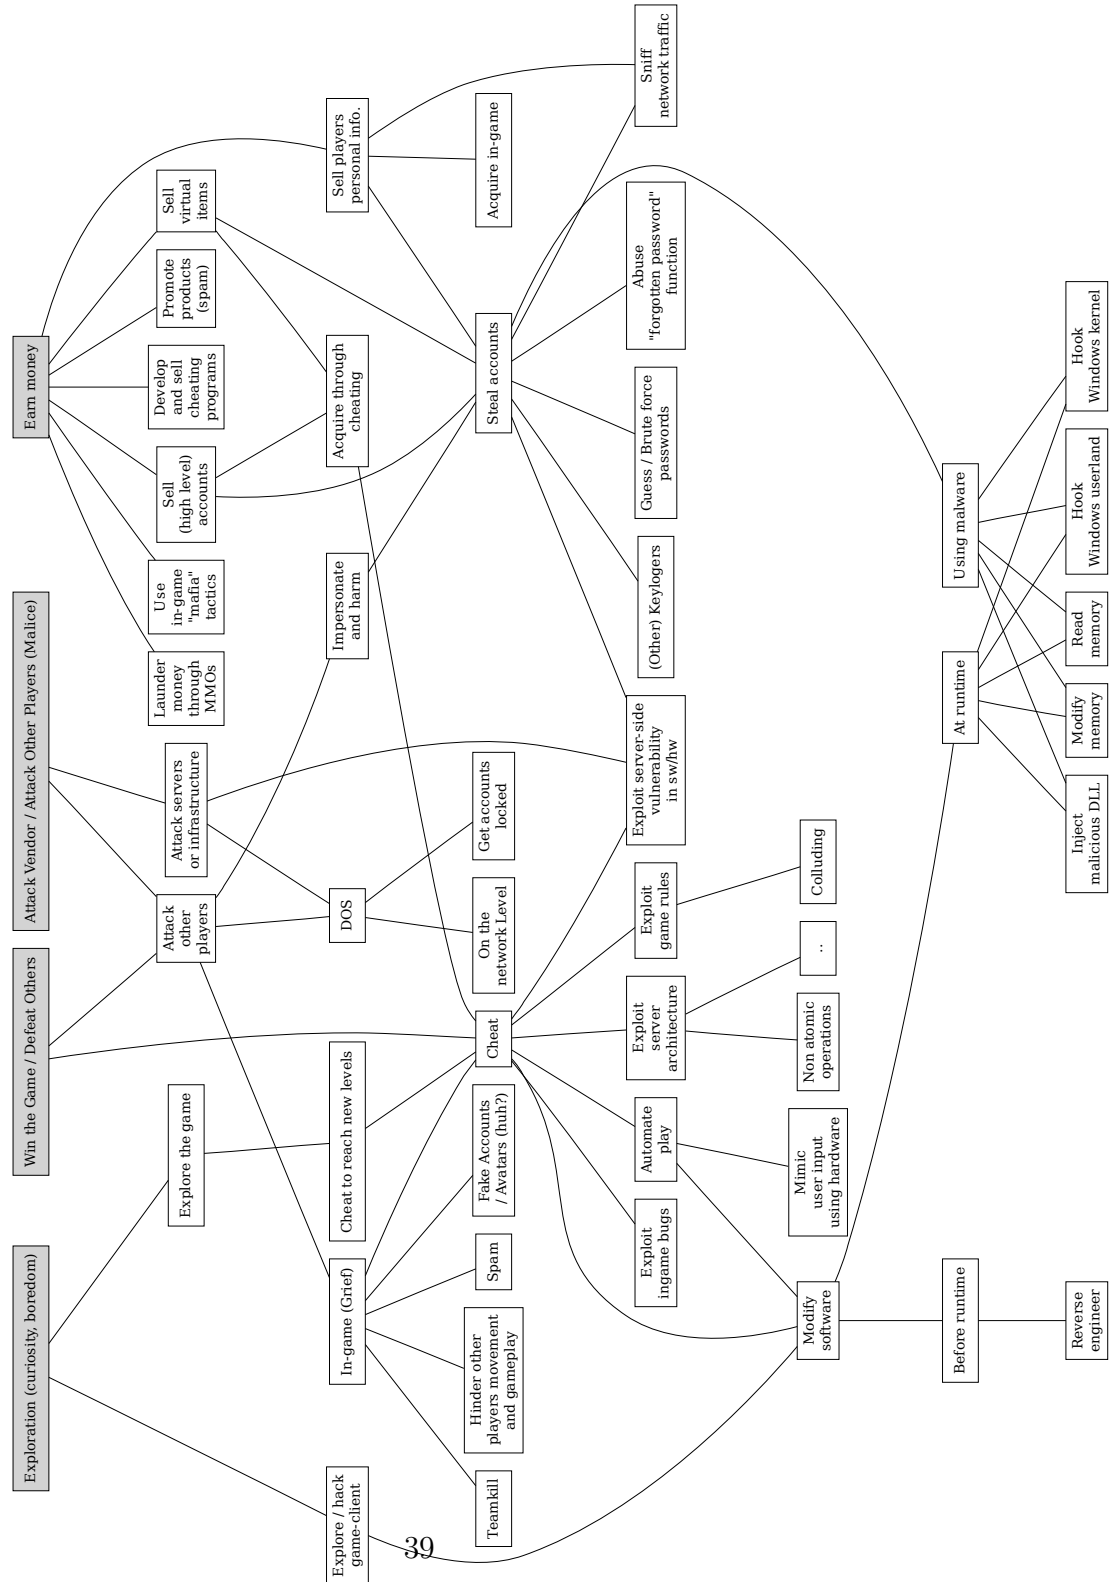 Exploration (curiosity, boredom)
Win the Game / Defeat Others
Attack Vendor / Attack Other Players (Malice)
Earn money
Explore the game
Attack
other
players
Attack servers
or infrastructure
Launder
money
through
MMOs
Use
in-game
"mafia"
tactics
Sell
(high level)
accounts
Develop
and sell
cheating
programs
Promote
products
(spam)
Sell
virtual
items
Explore / hack
game-client
In-game (Grief)
Cheat to reach new levels
DOS
Impersonate
and harm
Acquire through
cheating
Sell players
personal info.
Teamkill
Hinder other
players movement
and gameplay
Spam
Fake Accounts
/ Avatars (huh?)
Cheat
On the
network Level
Get accounts
locked
Steal accounts
Acquire in-game
Exploit
ingame bugs
Automate
play
Exploit
server
architecture
Exploit
game rules
Exploit server-side
vulnerability
in sw/hw
(Other) Keylogers
Guess / Brute force
passwords
Abuse
"forgotten password"
function
Sniff
network traffic
Modify
software
Mimic
user input
using hardware
Non atomic
operations
..
Colluding
Before runtime
At runtime
Using malware
Reverse
engineer
Inject
malicious DLL
Modify
memory
Read
memory
Hook
Windows userland
Hook
Windows kernel
39